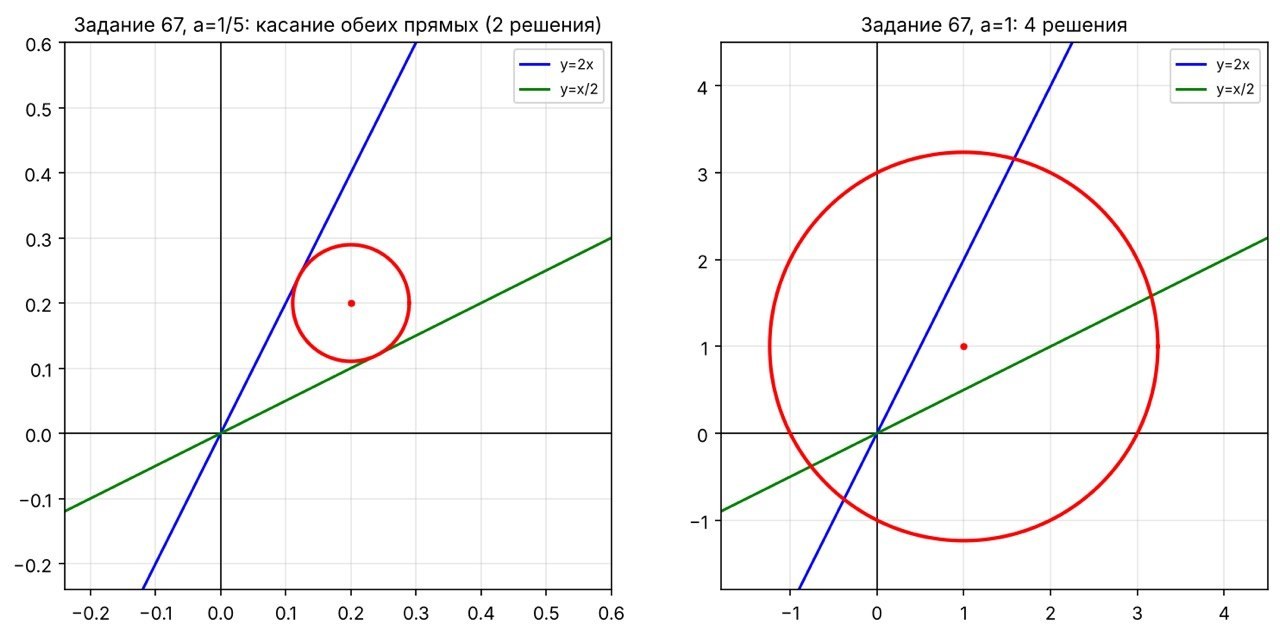 Задание 67, a=1/5: касание обеих прямых (2 решения)
0.6
0.5
0.4
0.3
0.2
0.1
0.0
−0.1
−0.2
−0.2 −0.1 0.0 0.1 0.2 0.3 0.4 0.5 0.6
y=2x
y=x/2
Задание 67, a=1: 4 решения
4
3
2
1
0
−1
−1 0 1 2 3 4
y=2x
y=x/2